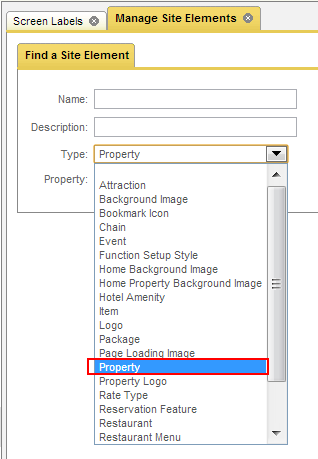 Screen Labels
Manage Site Elements
Find a Site Element
Name:
Description:
Type: Property
Property:
Attraction
Background Image
Bookmark Icon
Chain
Event
Function Setup Style
Home Background Image
Home Property Background Image
Hotel Amenity
Item
Logo
Package
Page Loading Image
Property
Property Logo
Rate Type
Reservation Feature
Restaurant
Restaurant Menu